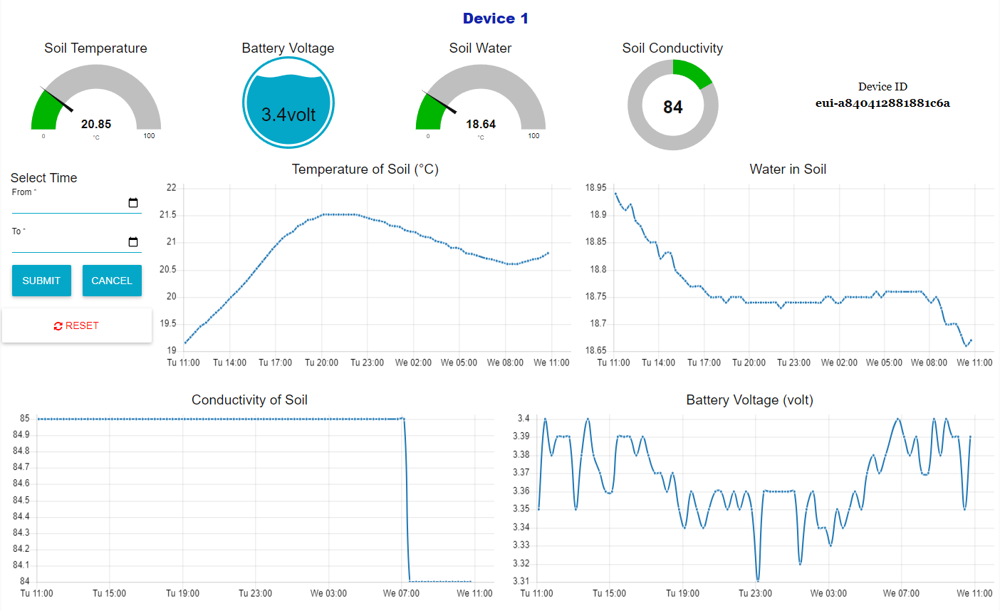 Device 1
Soil Temperature
20.85
0
°C
100
Battery Voltage
3.4volt
Soil Water
18.64
0
°C
100
Soil Conductivity
84
Device ID
eui-a840412881881c6a
Select Time
From *
To *
SUBMIT
CANCEL
RESET
Temperature of Soil (°C)
22
21.5
21
20.5
20
19.5
19
Tu 11:00 Tu 14:00 Tu 17:00 Tu 20:00 Tu 23:00 We 02:00 We 05:00 We 08:00 We 11:00
Water in Soil
18.95
18.9
18.85
18.8
18.75
18.7
18.65
Tu 11:00 Tu 14:00 Tu 17:00 Tu 20:00 Tu 23:00 We 02:00 We 05:00 We 08:00 We 11:00
Conductivity of Soil
85
84.9
84.8
84.7
84.6
84.5
84.4
84.3
84.2
84.1
84
Tu 11:00 Tu 15:00 Tu 19:00 Tu 23:00 We 03:00 We 07:00 We 11:00
Battery Voltage (volt)
3.4
3.39
3.38
3.37
3.36
3.35
3.34
3.33
3.32
3.31
Tu 11:00 Tu 15:00 Tu 19:00 Tu 23:00 We 03:00 We 07:00 We 11:00